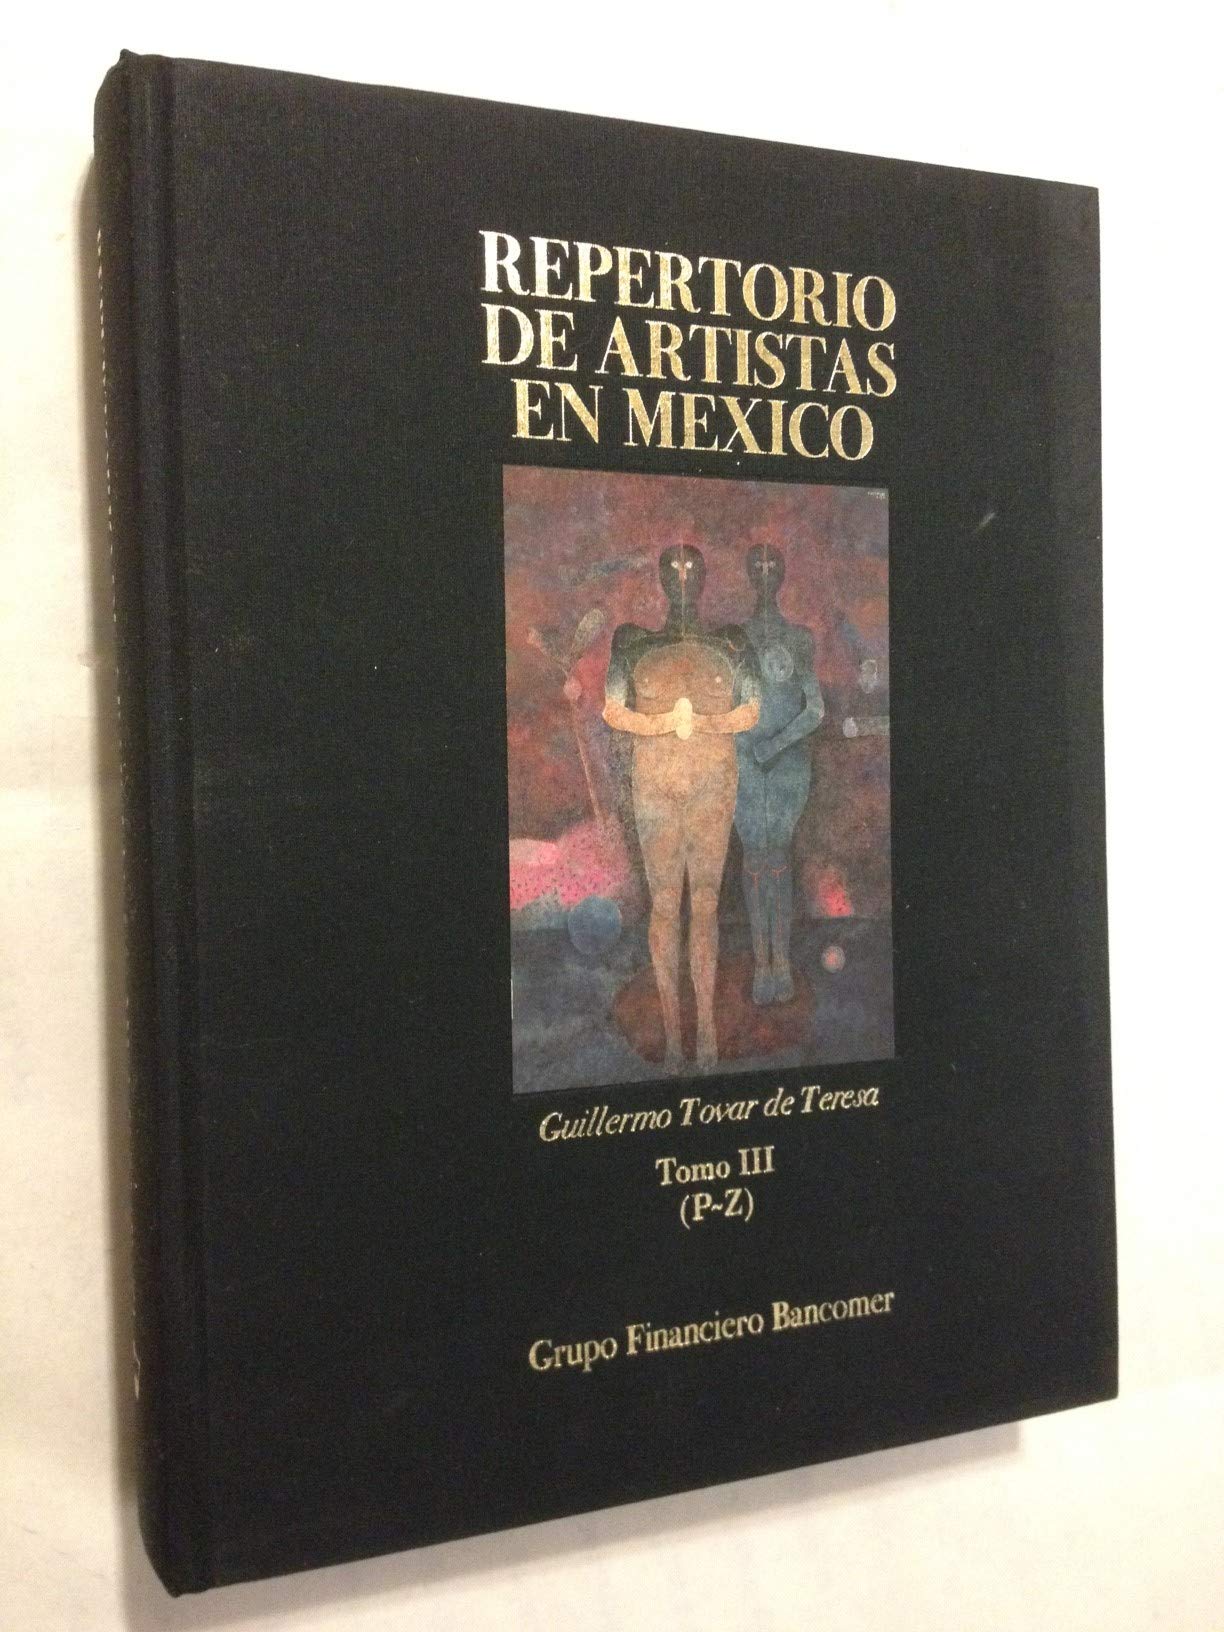 REPERTORIO
DE ARTISTAS
EN MEXICO
Guillermo Tovar de Teresa
Tomo III
(P~Z)
Grupo Financiero Bancomer